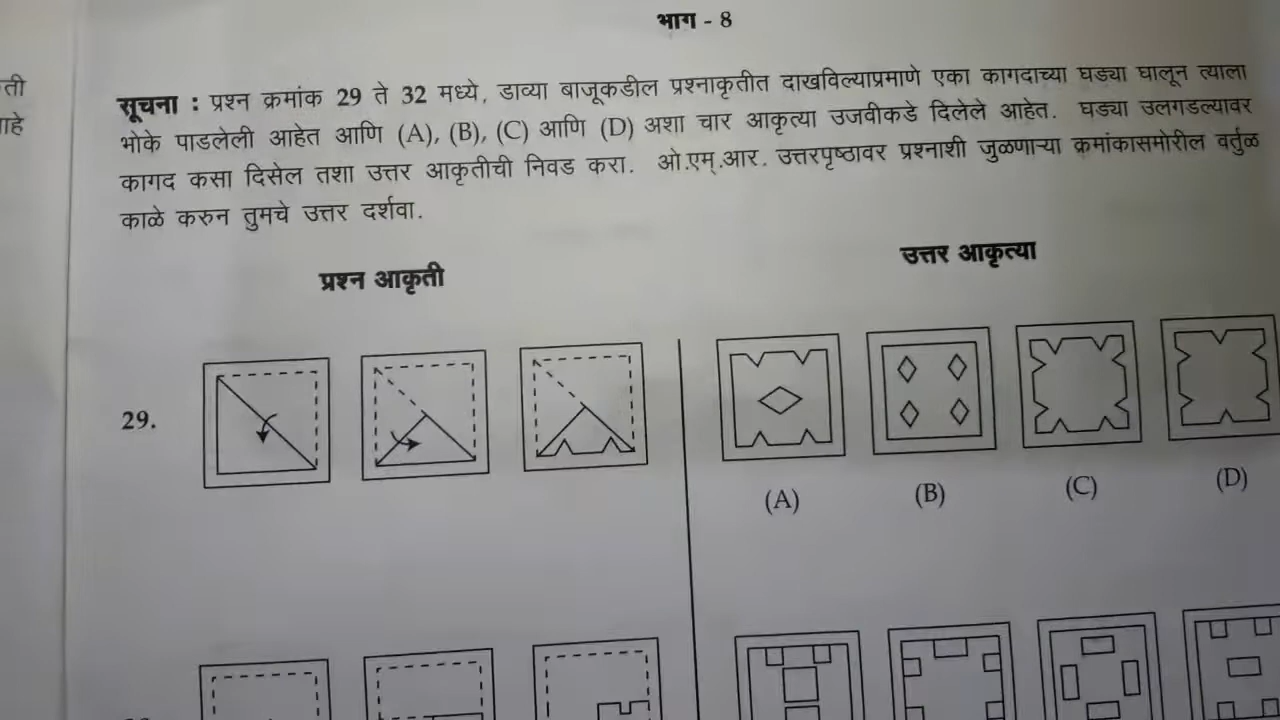 भाग - 8
ती
सूचना : प्रश्न क्रमांक 29 ते 32 मध्ये, डाव्या बाजूकडील प्रश्नाकृतीत दाखविल्याप्रमाणे एका कागदाच्या घड्या घालून त्याला
भोके पाडलेली आहेत आणि (A), (B), (C) आणि (D) अशा चार आकृत्या उजवीकडे दिलेले आहेत. घड्या उलगडल्यावर
कागद कसा दिसेल तशा उत्तर आकृतीची निवड करा. ओ.एम्.आर. उत्तरपृष्ठावर प्रश्नाशी जुळणाऱ्या क्रमांकासमोरील वर्तुळ
काळे करुन तुमचे उत्तर दर्शवा.
प्रश्न आकृती
उत्तर आकृत्या
29.
(A) (B) (C) (D)